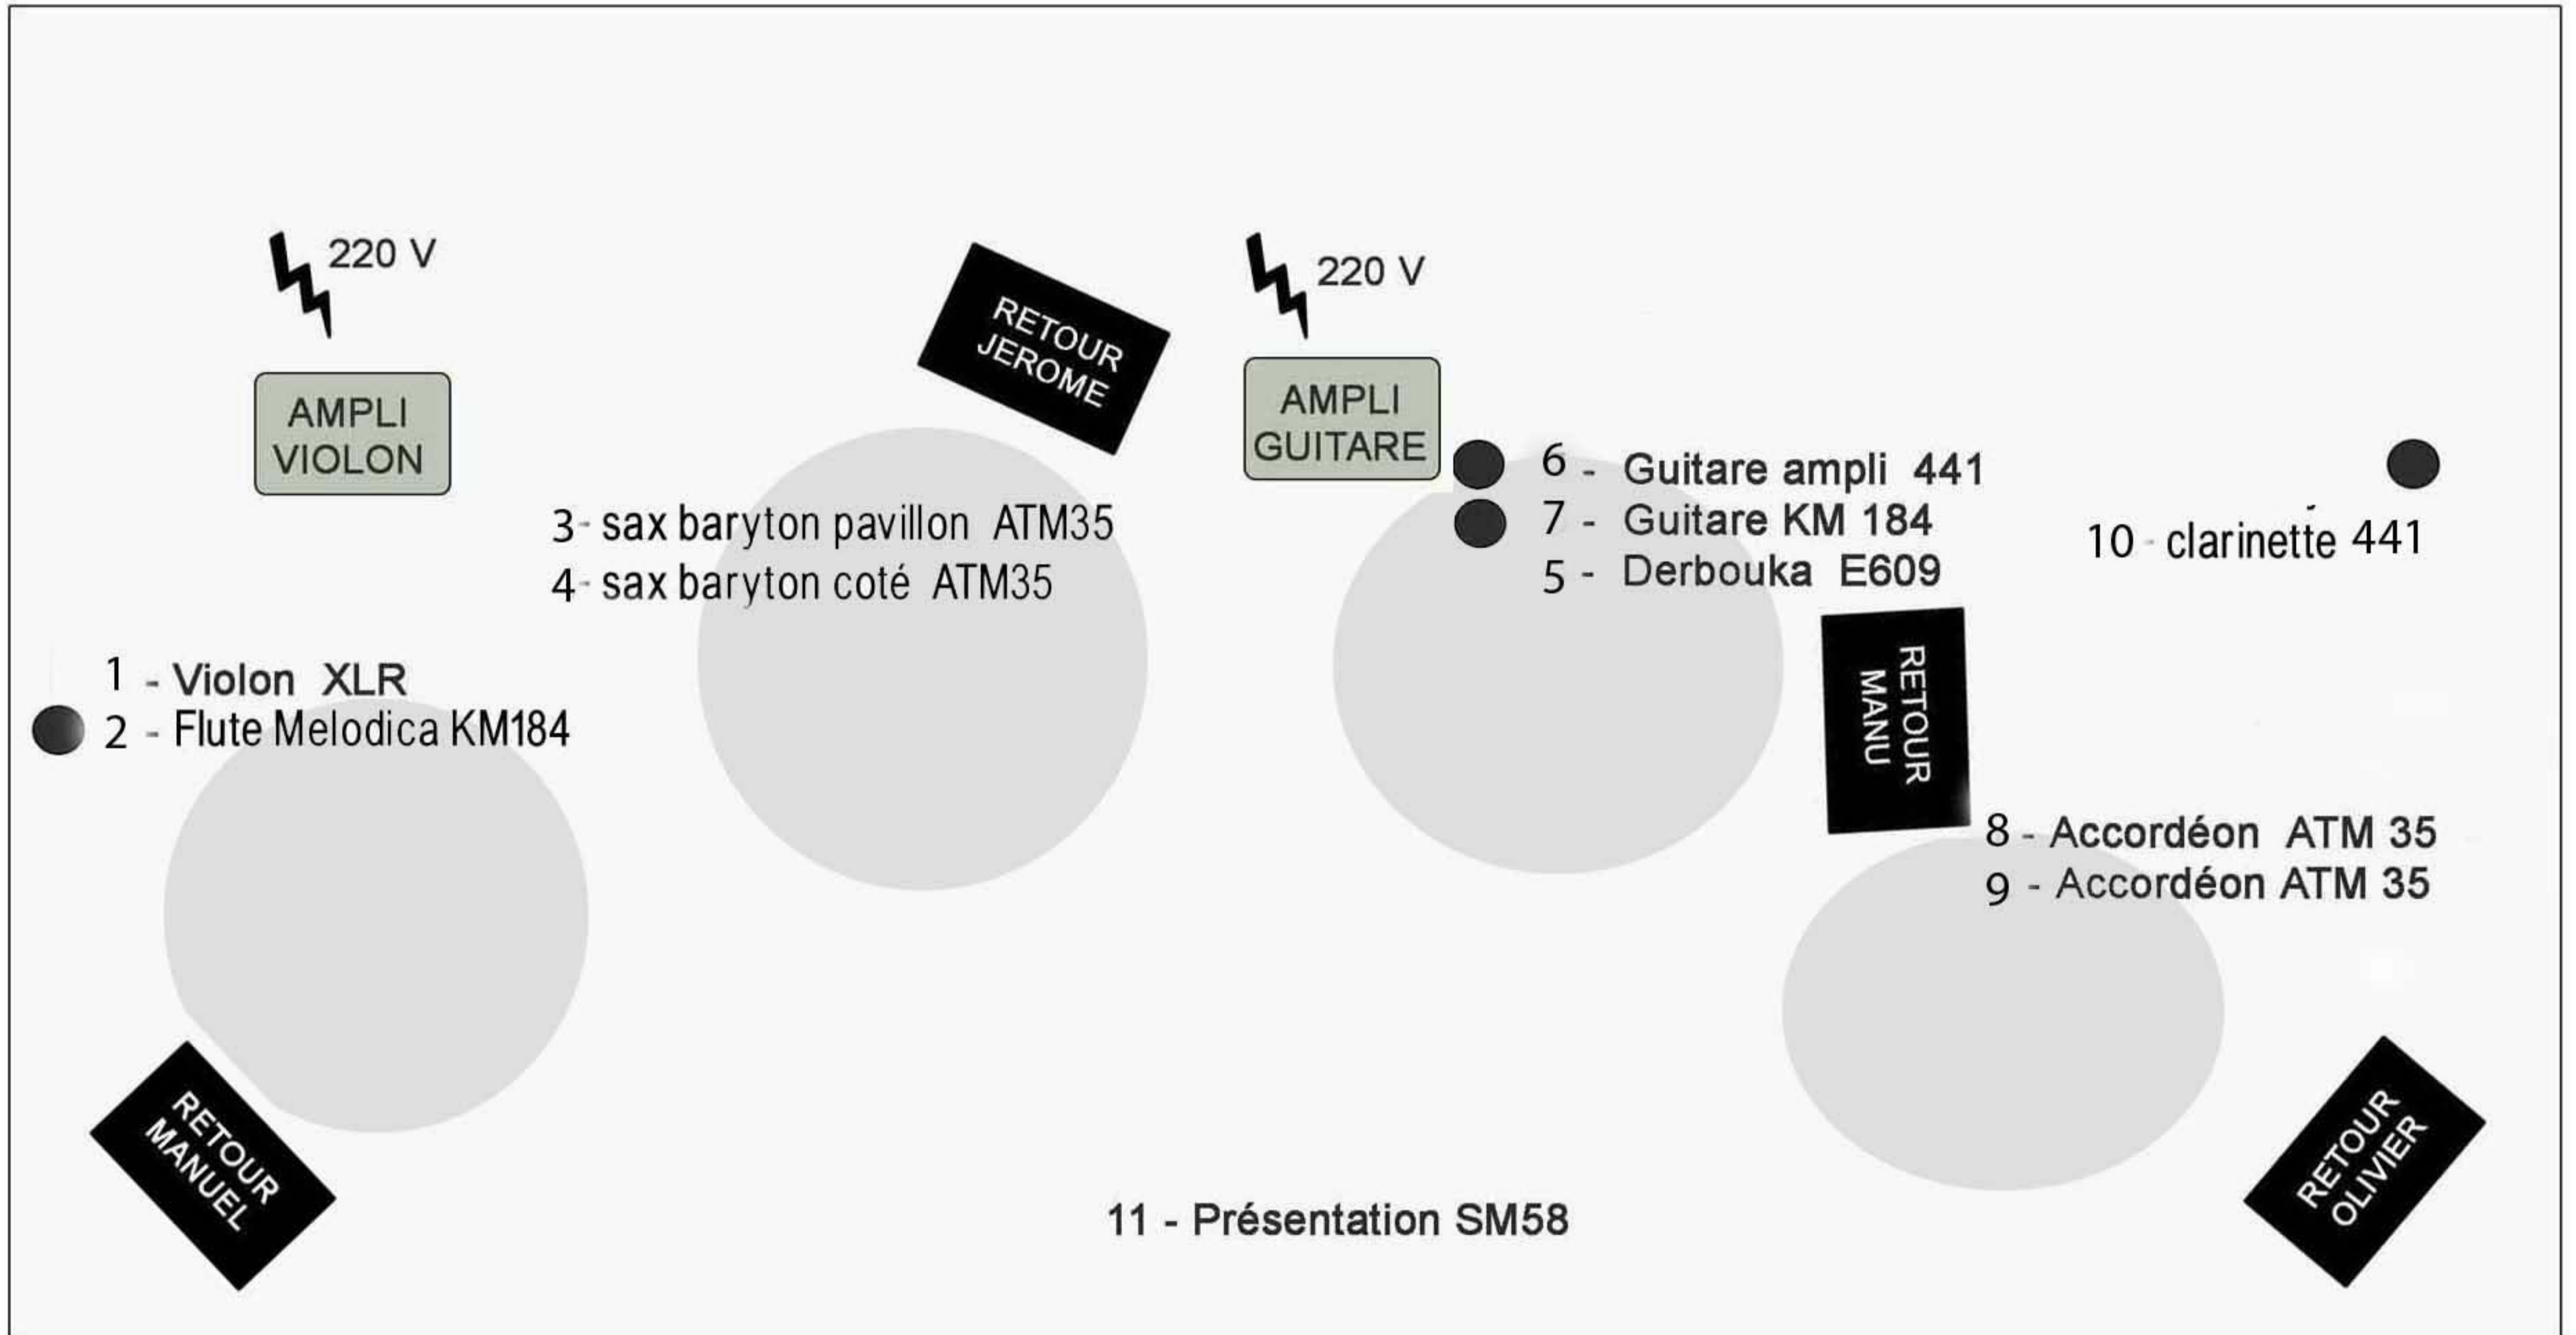 220 V
AMPLI
VIOLON
RETOUR
JEROME
220 V
AMPLI
GUITARE
3- sax baryton pavillon ATM35
4- sax baryton coté ATM35
6 - Guitare ampli 441
7 - Guitare KM 184
5 - Derbouka E609
10 - clarinette 441
1 - Violon XLR
2 - Flute Melodica KM184
RETOUR
MANU
8 - Accordéon ATM 35
9 - Accordéon ATM 35
RETOUR
MANUEL
11 - Présentation SM58
RETOUR
OLIVIER